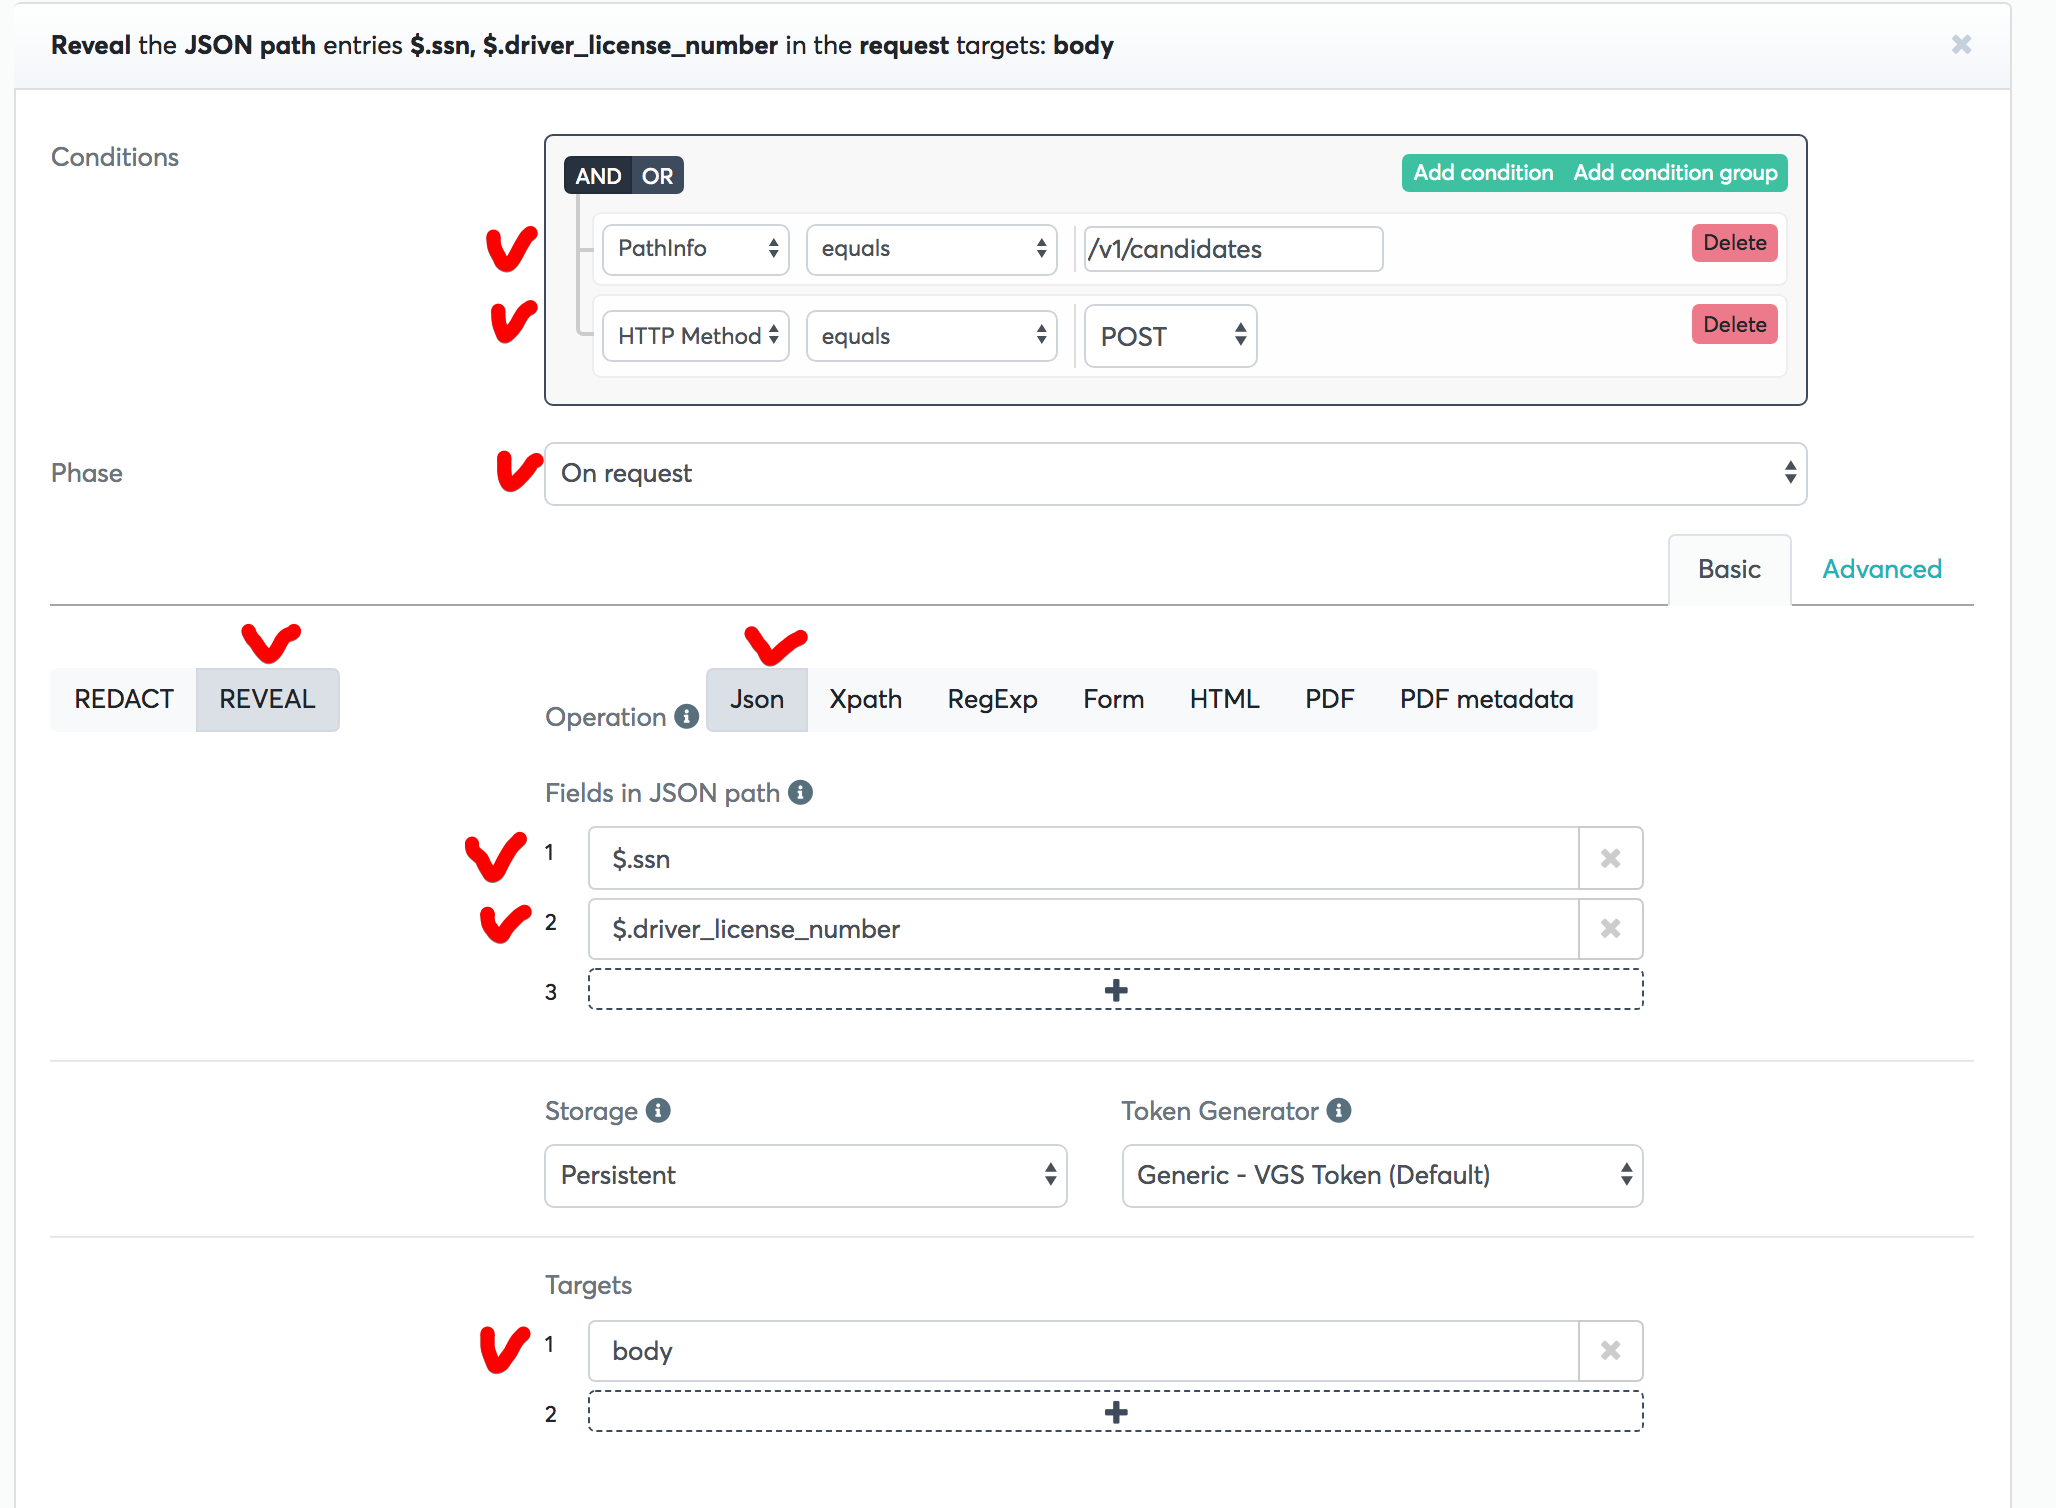 Reveal the JSON path entries $.ssn, $.driver_license_number in the request targets: body
Conditions
AND OR
Add condition Add condition group
PathInfo equals /v1/candidates Delete
HTTP Method equals POST Delete
Phase
On request
Basic Advanced
REDACT REVEAL
Operation Json Xpath RegExp Form HTML PDF PDF metadata
Fields in JSON path
1 $.ssn
2 $.driver_license_number
3
Storage Token Generator
Persistent Generic - VGS Token (Default)
Targets
1 body
2